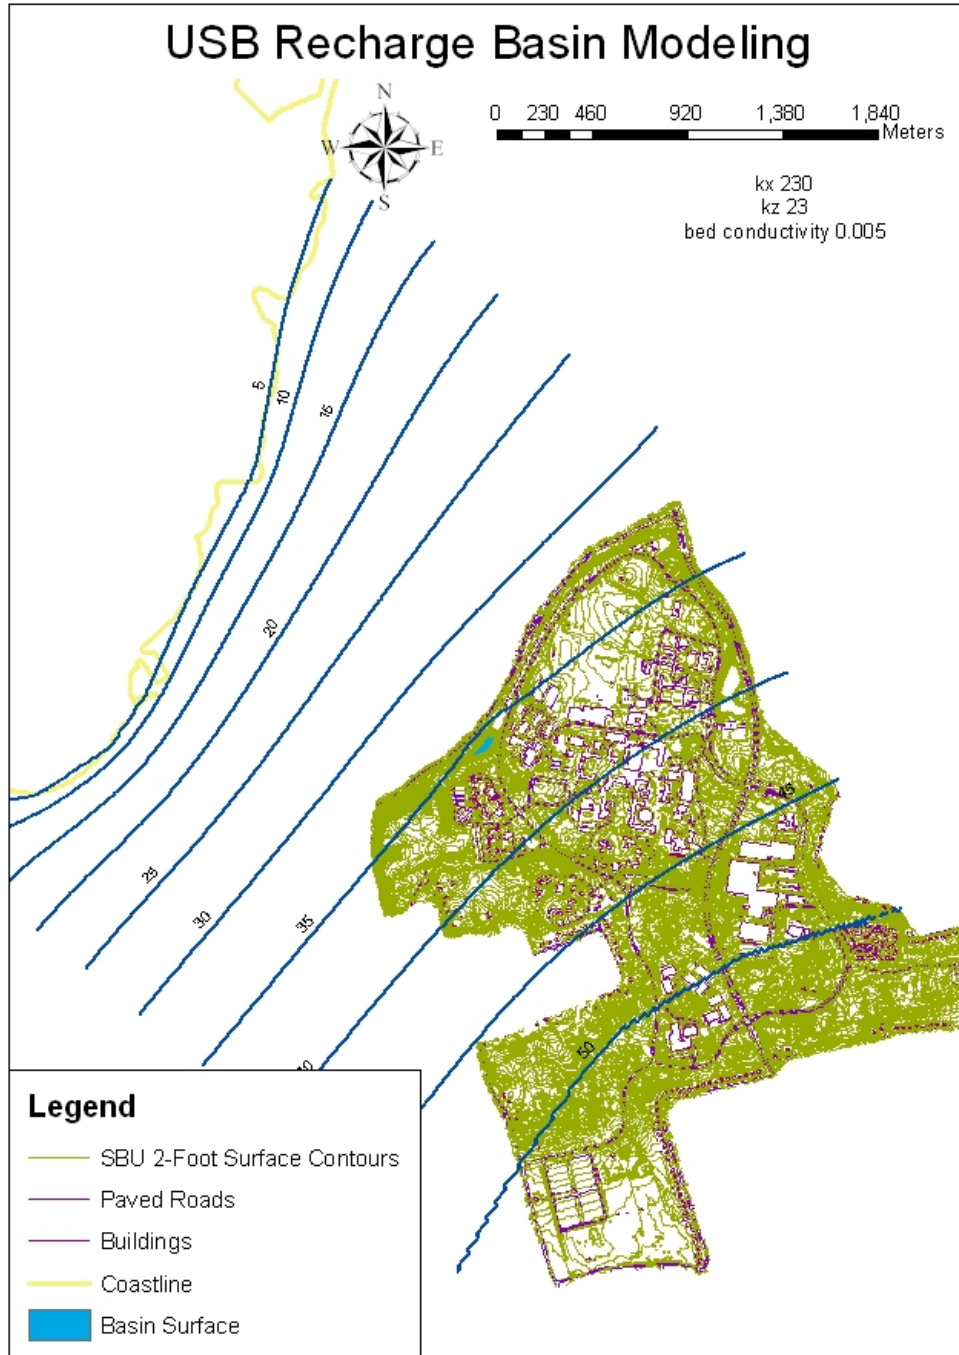 USB Recharge Basin Modeling
N
W E
S
0 230 460 920 1,380 1,840
Meters
kx 230
kz 23
bed conductivity 0.005
5
10
15
20
45
25
30
35
50
Legend
SBU 2-Foot Surface Contours
Paved Roads
Buildings
Coastline
Basin Surface